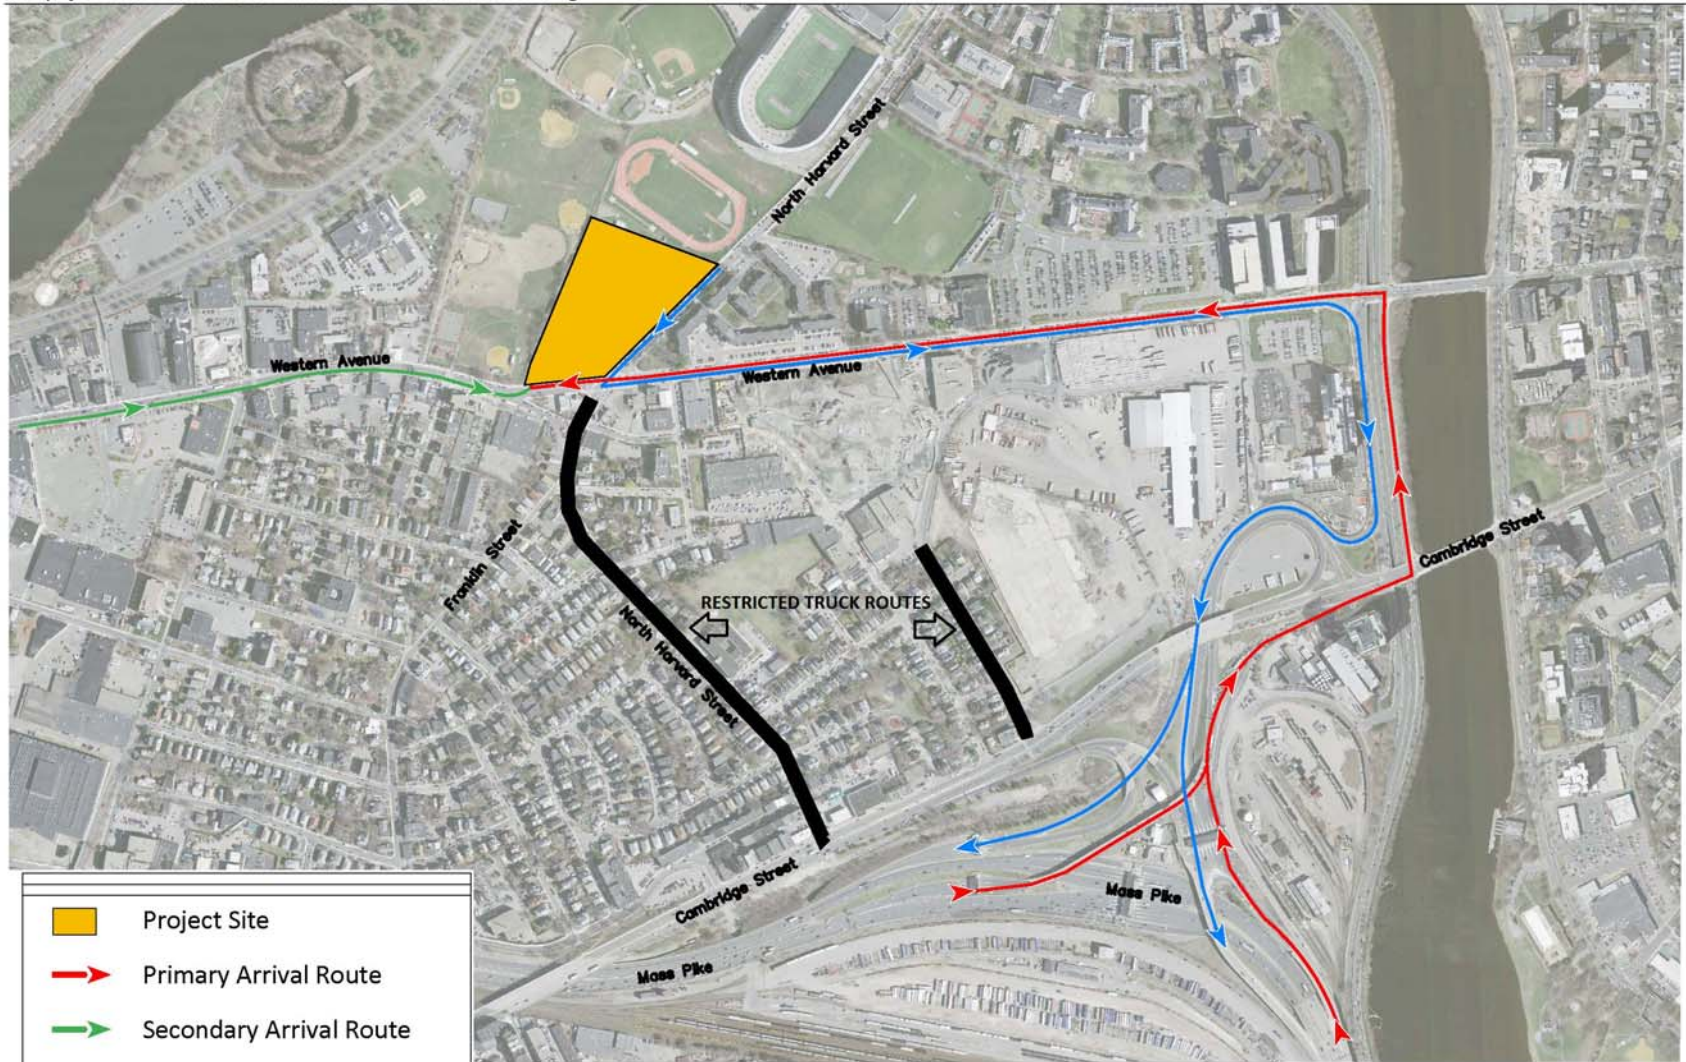 North Harvard Street
Western Avenue
Western Avenue
Cambridge Street
Franklin Street
RESTRICTED TRUCK ROUTES
North Harvard Street
Cambridge Street
Mass Pike
Mass Pike
Project Site
Primary Arrival Route
Secondary Arrival Route